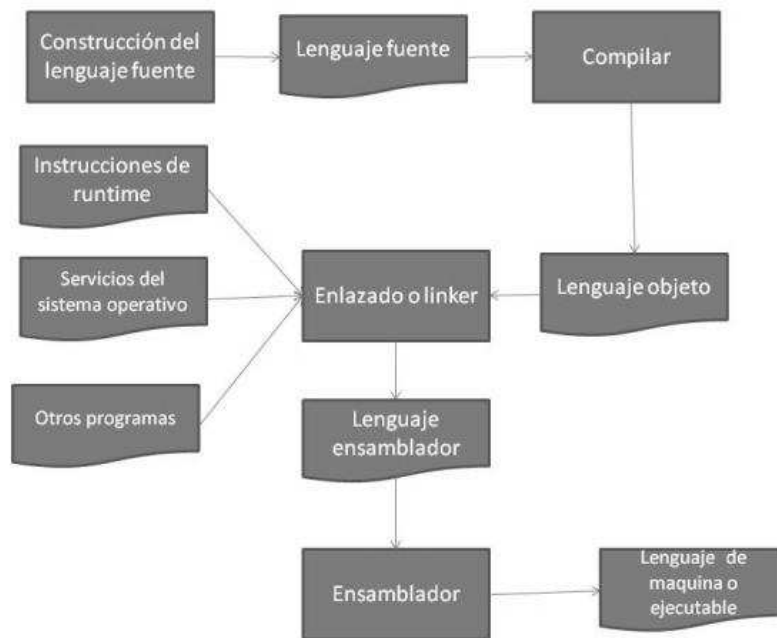 Construcción del
lenguaje fuente
Lenguaje fuente
Compilar
Instrucciones de
runtime
Servicios del
sistema operativo
Otros programas
Enlazado o linker
Lenguaje objeto
Lenguaje
ensamblador
Ensamblador
Lenguaje de
maquina o
ejecutable